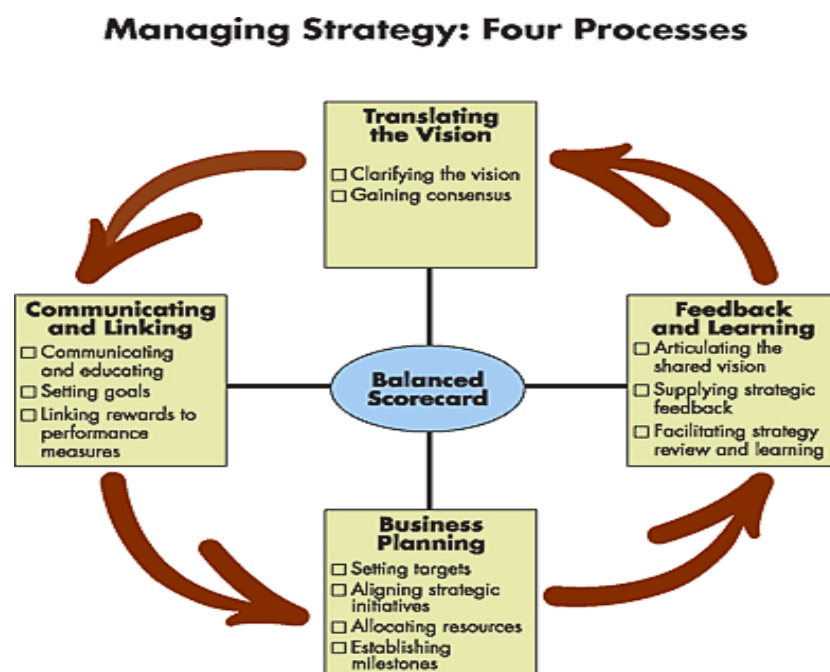 Managing Strategy: Four Processes
Translating
the Vision
Clarifying the vision
Gaining consensus
Communicating
and Linking
Communicating
and educating
Setting goals
Linking rewards to
performance
measures
Balanced
Scorecard
Feedback
and Learning
Articulating the
shared vision
Supplying strategic
feedback
Facilitating strategy
review and learning
Business
Planning
Setting targets
Aligning strategic
initiatives
Allocating resources
Establishing
milestones